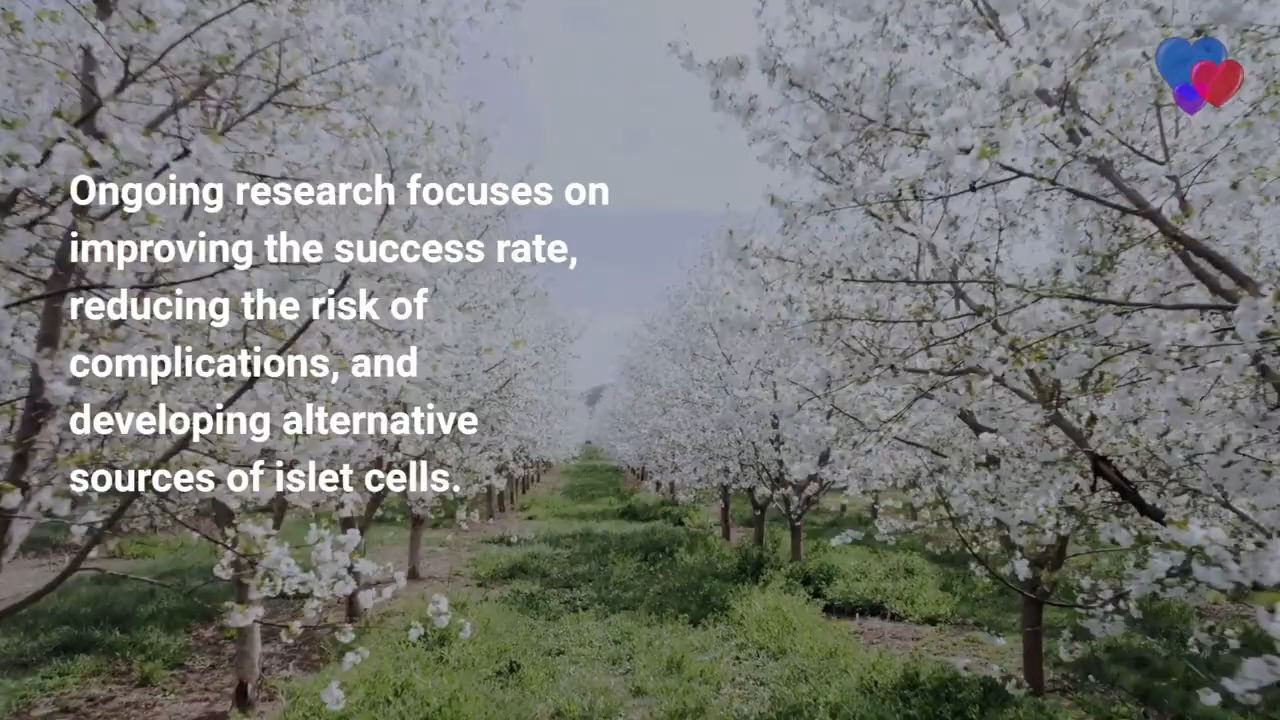 Ongoing research focuses on
improving the success rate,
reducing the risk of
complications, and
developing alternative
sources of islet cells.